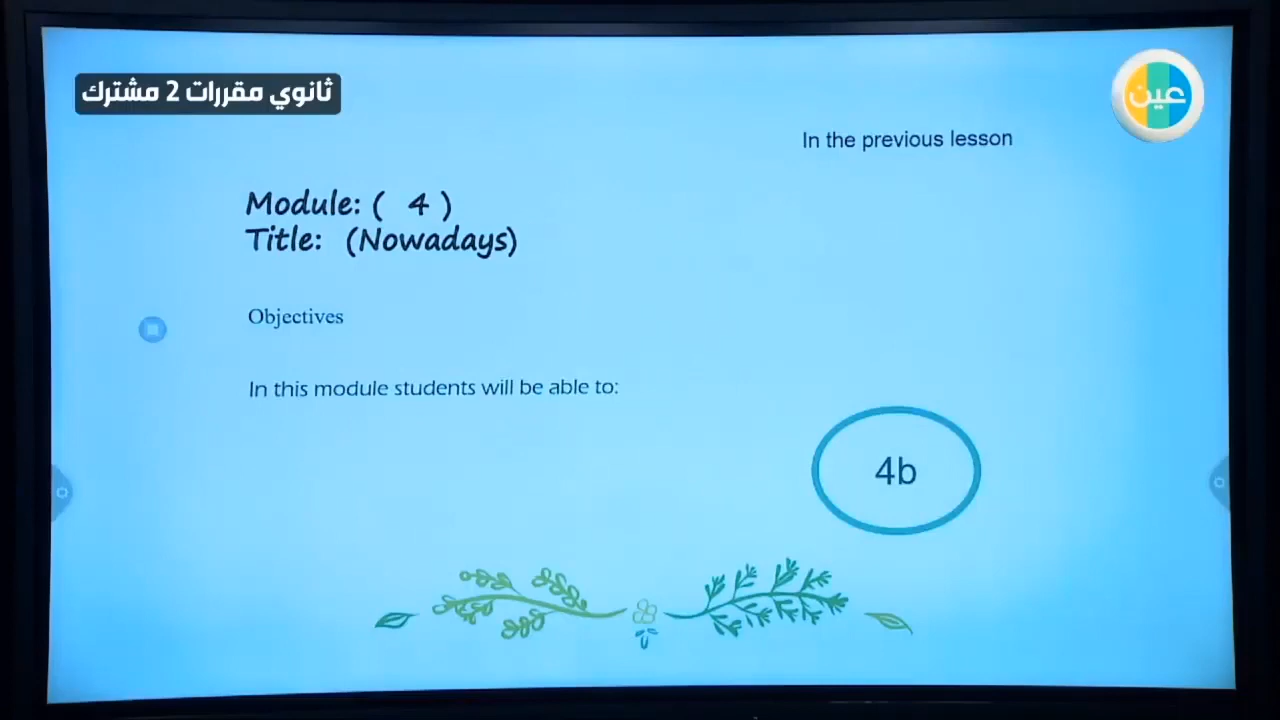 ثانوي مقررات 2 مشترك
عين
In the previous lesson
Module: ( 4 )
Title: (Nowadays)
Objectives
In this module students will be able to:
4b